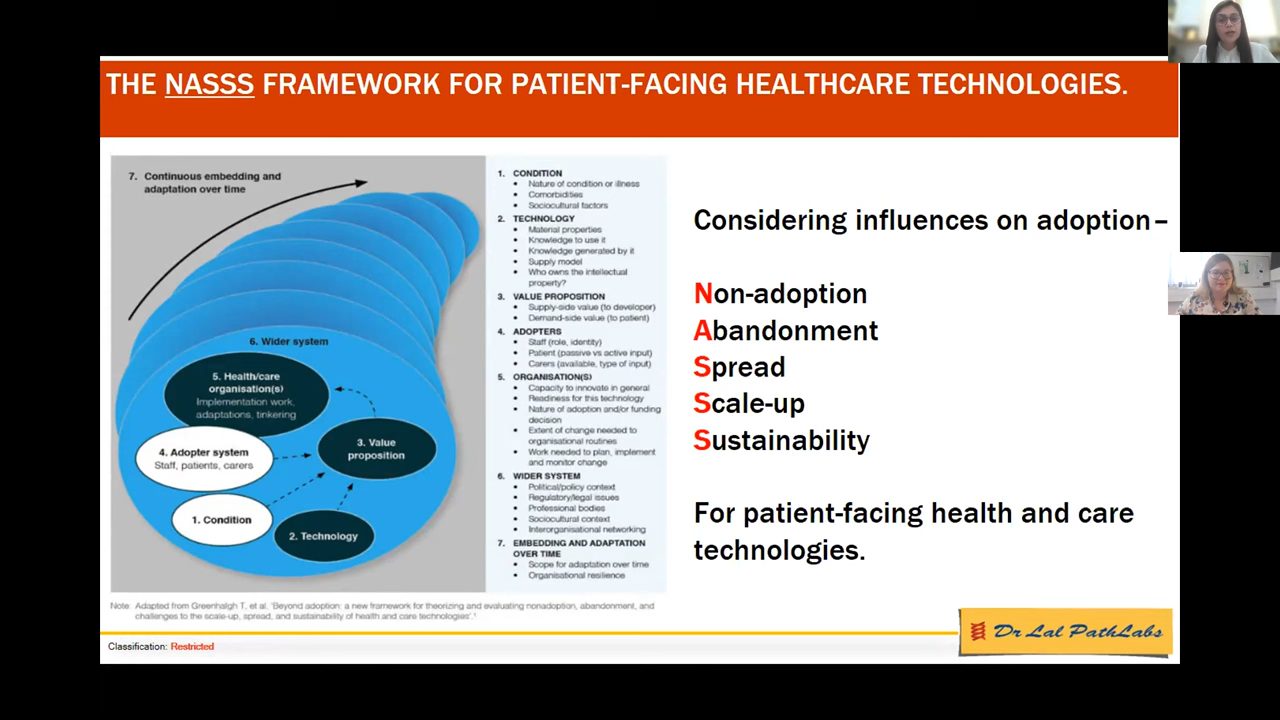 THE NASSS FRAMEWORK FOR PATIENT-FACING HEALTHCARE TECHNOLOGIES.
7. Continuous embedding and
adaptation over time
6. Wider system
5. Health/care
organisation(s)
Implementation work,
adaptations, tinkering
4. Adopter system
Staff, patients, carers
3. Value
proposition
1. Condition
2. Technology
1. CONDITION
• Nature of condition or illness
• Comorbidities
• Sociocultural factors
2. TECHNOLOGY
• Material properties
• Knowledge to use it
• Knowledge generated by it
• Supply model
• Who owns the intellectual
property?
3. VALUE PROPOSITION
• Supply-side value (to developer)
• Demand-side value (to patient)
4. ADOPTERS
• Staff (role, identity)
• Patient (passive vs active input)
• Carers (available, type of input)
5. ORGANISATION(S)
• Capacity to innovate in general
• Readiness for this technology
• Nature of adoption and/or funding
decision
• Extent of change needed to
organisational routines
• Work needed to plan, implement
and monitor change
6. WIDER SYSTEM
• Political/policy context
• Regulatory/legal issues
• Professional bodies
• Sociocultural context
• Interorganisational networking
7. EMBEDDING AND ADAPTATION
OVER TIME
• Scope for adaptation over time
• Organisational resilience
Note: Adapted from Greenhalgh T, et al. 'Beyond adoption: a new framework for theorizing and evaluating nonadoption, abandonment, and
challenges to the scale-up, spread, and sustainability of health and care technologies'.¹
Considering influences on adoption –
Non-adoption
Abandonment
Spread
Scale-up
Sustainability
For patient-facing health and care
technologies.
Classification: Restricted
Dr Lal PathLabs